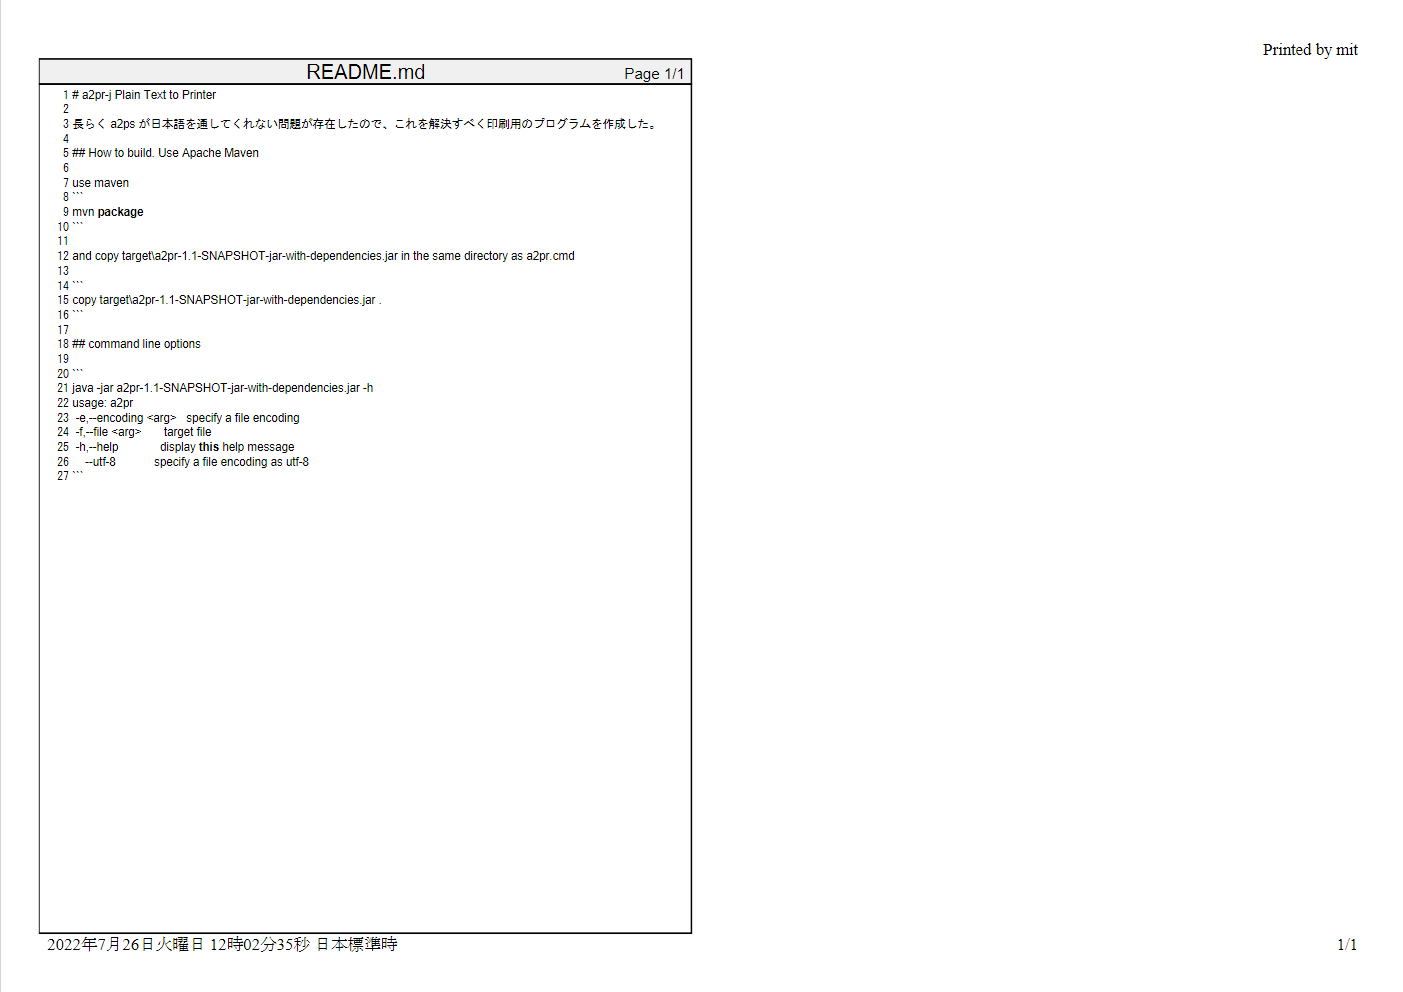 Printed by mit
README.md Page 1/1
1 # a2pr-j Plain Text to Printer
2
3 長らく a2ps が日本語を通してくれない問題が存在したので、これを解決すべく印刷用のプログラムを作成した。
4
5 ## How to build. Use Apache Maven
6
7 use maven
8 ```
9 mvn package
10 ```
11
12 and copy target\a2pr-1.1-SNAPSHOT-jar-with-dependencies.jar in the same directory as a2pr.cmd
13
14 ```
15 copy target\a2pr-1.1-SNAPSHOT-jar-with-dependencies.jar .
16 ```
17
18 ## command line options
19
20 ```
21 java -jar a2pr-1.1-SNAPSHOT-jar-with-dependencies.jar -h
22 usage: a2pr
23 -e,--encoding <arg> specify a file encoding
24 -f,--file <arg> target file
25 -h,--help display this help message
26 --utf-8 specify a file encoding as utf-8
27 ```
2022年7月26日火曜日 12時02分35秒 日本標準時
1/1